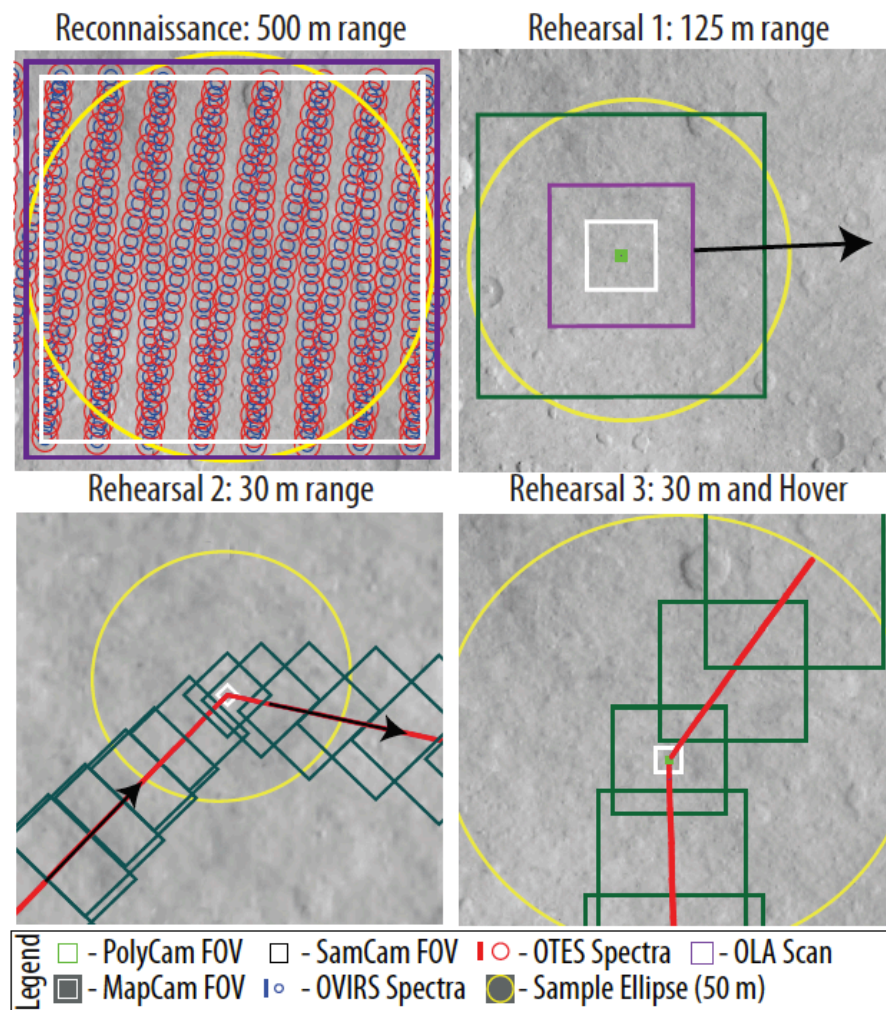 Reconnaissance: 500 m range
Rehearsal 1: 125 m range
Rehearsal 2: 30 m range
Rehearsal 3: 30 m and Hover
Legend
- PolyCam FOV
- SamCam FOV
- OTES Spectra
- OLA Scan
- MapCam FOV
- OVIRS Spectra
- Sample Ellipse (50 m)